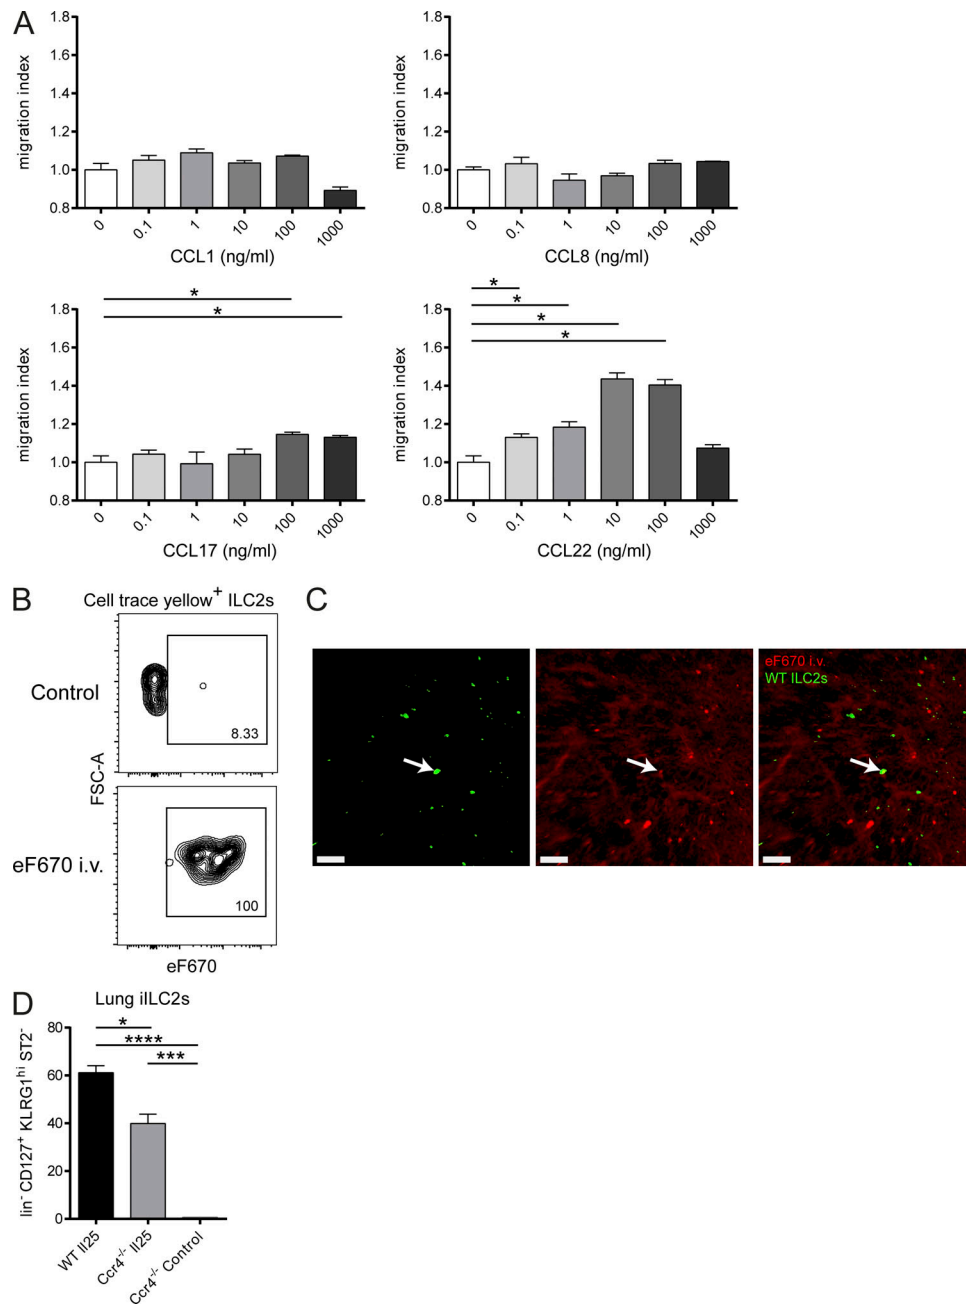 A
migration index
1.8
1.6
1.4
1.2
1.0
0.8
0
0.1
1
10
100
1000
CCL1 (ng/ml)
migration index
1.8
1.6
1.4
1.2
1.0
0.8
0
0.1
1
10
100
1000
CCL8 (ng/ml)
migration index
1.8
1.6
1.4
1.2
1.0
0.8
*
*
0
0.1
1
10
100
1000
CCL17 (ng/ml)
migration index
1.8
1.6
1.4
1.2
1.0
0.8
*
*
*
*
0
0.1
1
10
100
1000
CCL22 (ng/ml)
B
Cell trace yellow⁺ ILC2s
Control
8.33
FSC-A
eF670 i.v.
100
eF670
C
eF670 i.v.
WT ILC2s
D
Lung iILC2s
lin⁻ CD127⁺ KLRG1ʰⁱ ST2⁻
80
60
40
20
0
*
****
***
WT Il25
Ccr4⁻/⁻ Il25
Ccr4⁻/⁻ Control